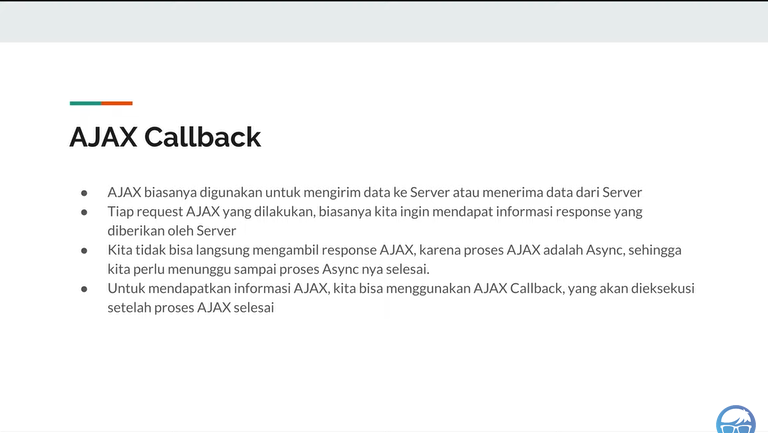 AJAX Callback
● AJAX biasanya digunakan untuk mengirim data ke Server atau menerima data dari Server
● Tiap request AJAX yang dilakukan, biasanya kita ingin mendapat informasi response yang
diberikan oleh Server
● Kita tidak bisa langsung mengambil response AJAX, karena proses AJAX adalah Async, sehingga
kita perlu menunggu sampai proses Async nya selesai.
● Untuk mendapatkan informasi AJAX, kita bisa menggunakan AJAX Callback, yang akan dieksekusi
setelah proses AJAX selesai